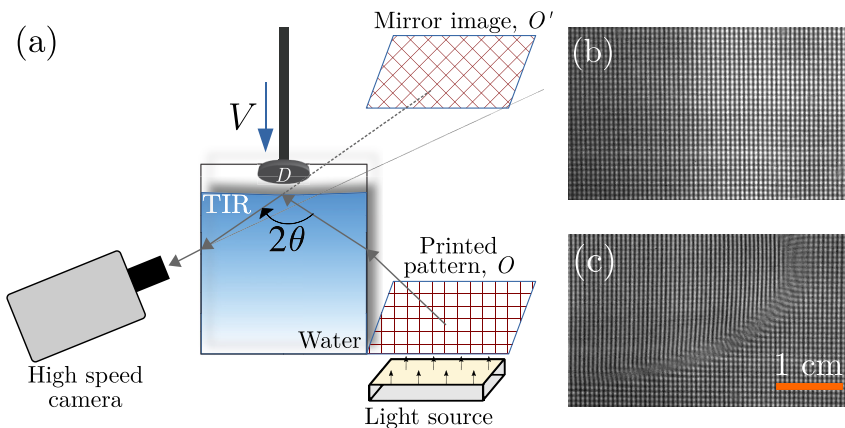 (a)
Mirror image, O′
V
D
TIR
2θ
Printed
pattern, O
Water
High speed
camera
Light source
(b)
(c)
1 cm